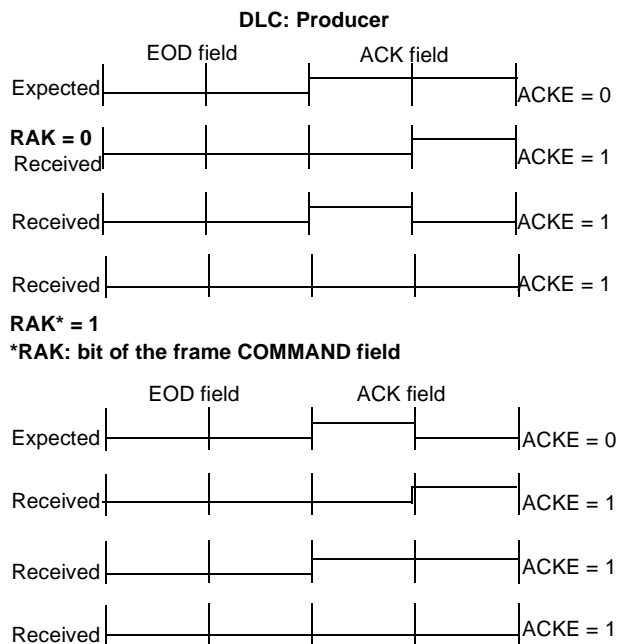 DLC: Producer
EOD field ACK field
Expected ACKE = 0
RAK = 0
Received ACKE = 1
Received ACKE = 1
Received ACKE = 1
RAK* = 1
*RAK: bit of the frame COMMAND field
EOD field ACK field
Expected ACKE = 0
Received ACKE = 1
Received ACKE = 1
Received ACKE = 1